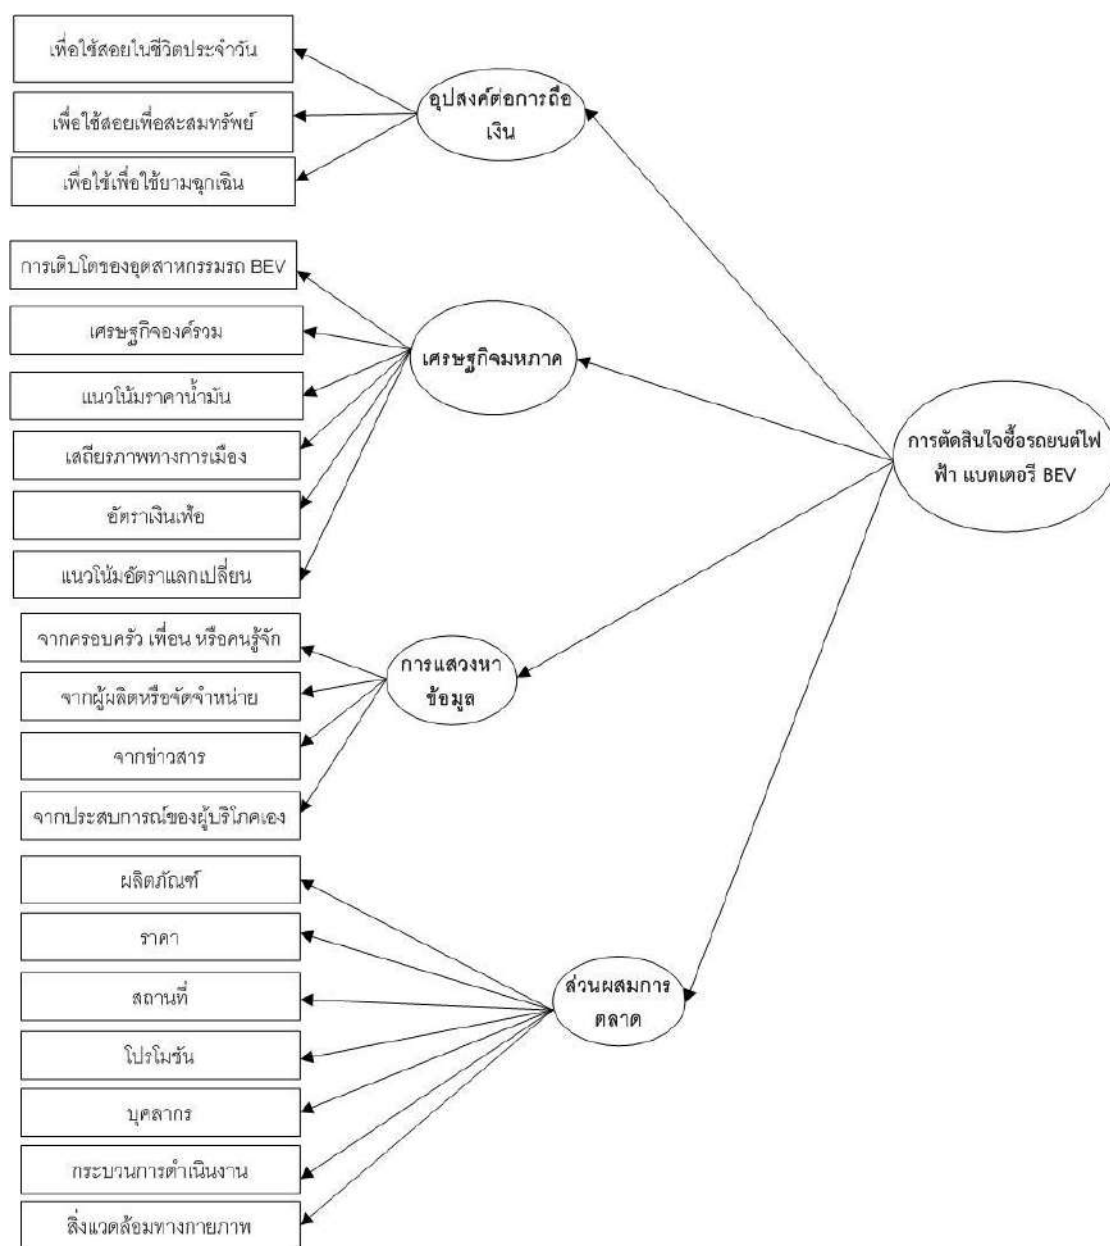 เพื่อใช้สอยในชีวิตประจำวัน
เพื่อใช้สอยเพื่อสะสมทรัพย์
เพื่อใช้เพื่อใช้ยามฉุกเฉิน
อุปสงค์ต่อการถือ
เงิน
การเติบโตของอุตสาหกรรมรถ BEV
เศรษฐกิจองค์รวม
แนวโน้มราคาน้ำมัน
เสถียรภาพทางการเมือง
อัตราเงินเฟ้อ
แนวโน้มอัตราแลกเปลี่ยน
เศรษฐกิจมหภาค
การตัดสินใจซื้อรถยนต์ไฟ
ฟ้า แบตเตอรี BEV
จากครอบครัว เพื่อน หรือคนรู้จัก
จากผู้ผลิตหรือจัดจำหน่าย
จากข่าวสาร
จากประสบการณ์ของผู้บริโภคเอง
การแสวงหา
ข้อมูล
ผลิตภัณฑ์
ราคา
สถานที่
โปรโมชัน
บุคลากร
กระบวนการดำเนินงาน
สิ่งแวดล้อมทางกายภาพ
ส่วนผสมการ
ตลาด